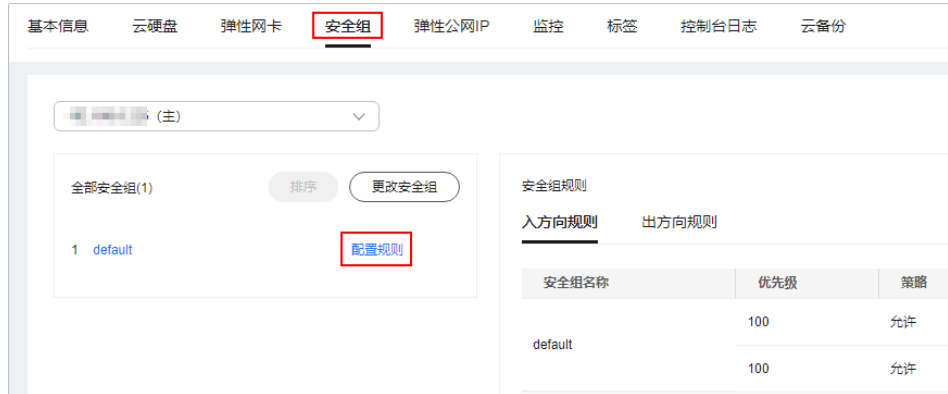 基本信息 云硬盘 弹性网卡 安全组 弹性公网IP 监控 标签 控制台日志 云备份
(主)
全部安全组(1) 排序 更改安全组
1 default 配置规则
安全组规则
入方向规则 出方向规则
安全组名称 优先级 策略
100 允许
default
100 允许